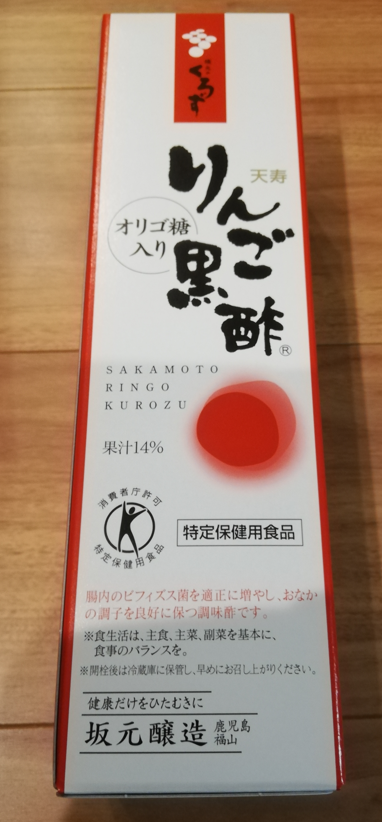 くろず
天寿
りんご
黒酢®
オリゴ糖
入り
SAKAMOTO
RINGO
KUROZU
果汁14%
消費者庁許可
特定保健用食品
特定保健用食品
腸内のビフィズス菌を適正に増やし、おなか
の調子を良好に保つ調味酢です。
※食生活は、主食、主菜、副菜を基本に、
食事のバランスを。
※開栓後は冷蔵庫に保管し、早めにお召し上がりください。
健康だけをひたむきに
坂元醸造 鹿児島
福山